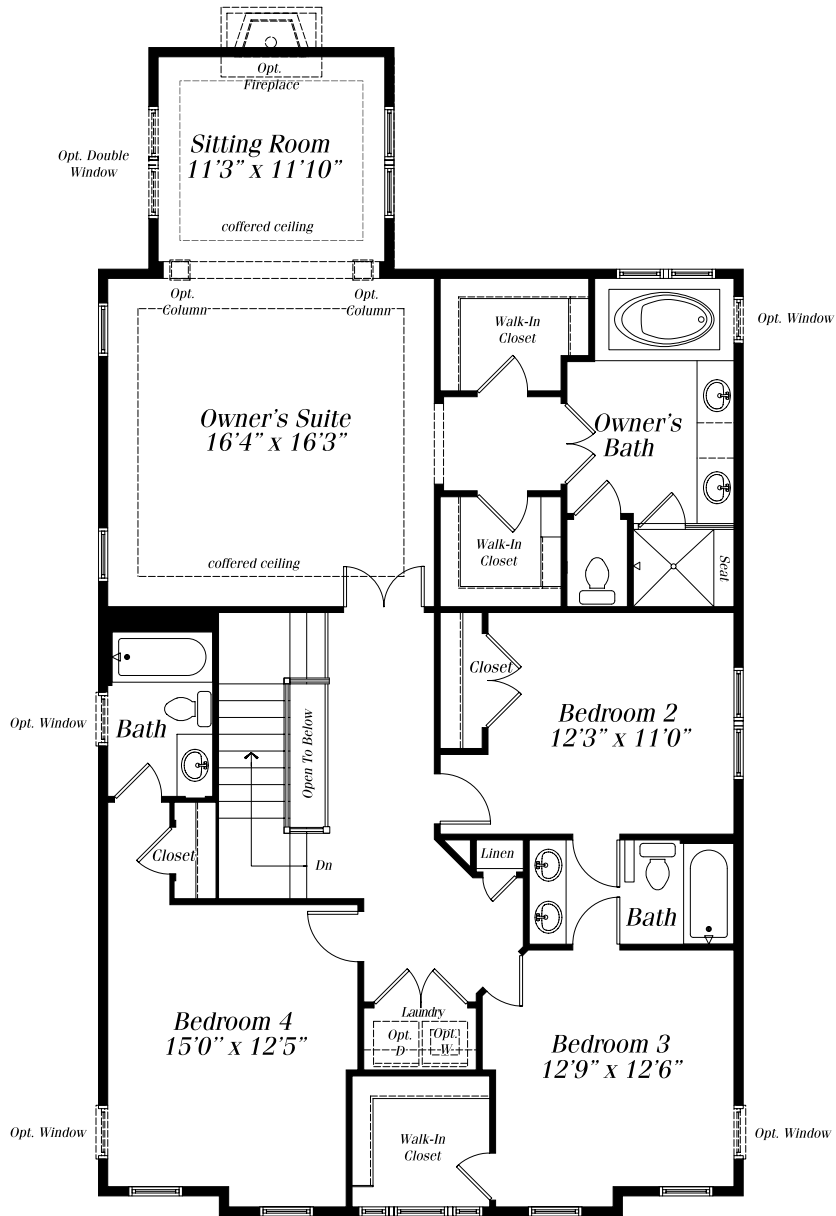 Opt.
Fireplace
Sitting Room
11'3" x 11'10"
Opt. Double
Window
coffered ceiling
Opt.
Column
Opt.
Column
Walk-In
Closet
Opt. Window
Owner's Suite
16'4" x 16'3"
Owner's
Bath
Walk-In
Closet
Seat
coffered ceiling
Closet
Opt. Window
Bath
Open To Below
Bedroom 2
12'3" x 11'0"
Closet
Dn
Linen
Bath
Laundry
Opt.
D
Opt.
W
Bedroom 4
15'0" x 12'5"
Bedroom 3
12'9" x 12'6"
Opt. Window
Walk-In
Closet
Opt. Window